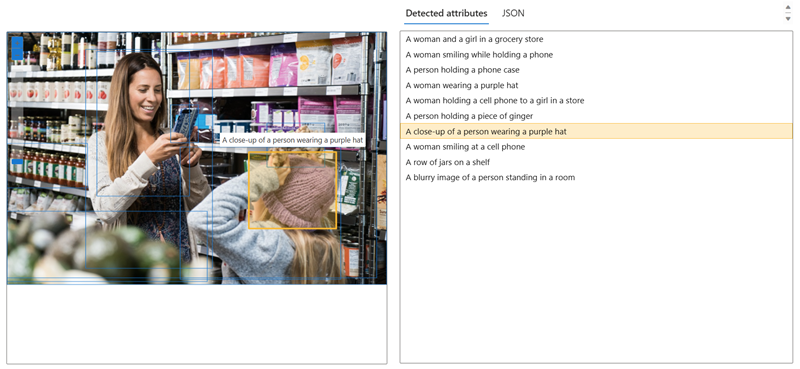 Detected attributes
JSON
A woman and a girl in a grocery store
A woman smiling while holding a phone
A person holding a phone case
A woman wearing a purple hat
A woman holding a cell phone to a girl in a store
A person holding a piece of ginger
A close-up of a person wearing a purple hat
A woman smiling at a cell phone
A row of jars on a shelf
A blurry image of a person standing in a room
A close-up of a person wearing a purple hat